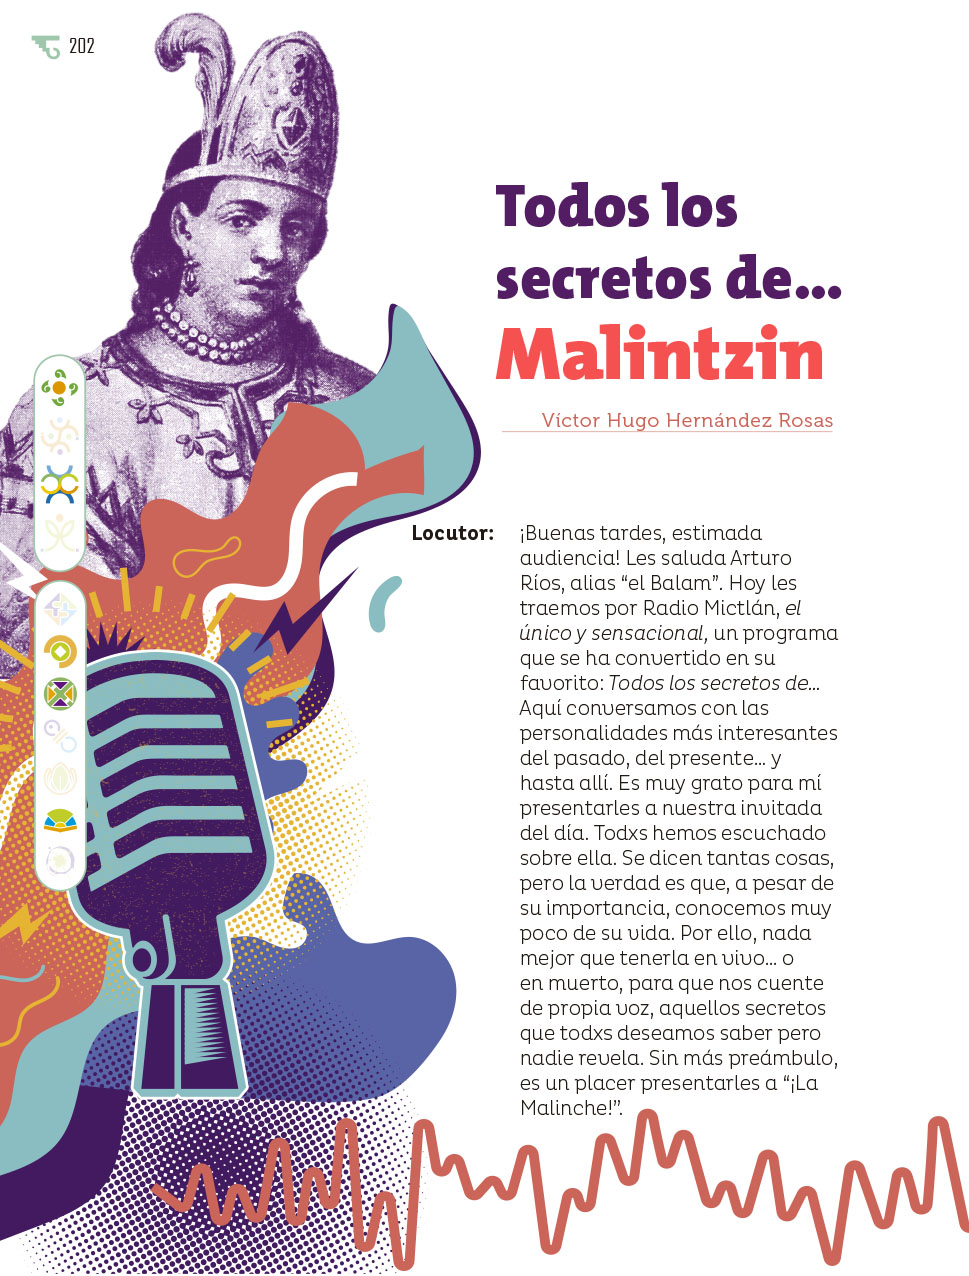 202
Todos los
secretos de...
Malintzin
Víctor Hugo Hernández Rosas
Locutor: ¡Buenas tardes, estimada
audiencia! Les saluda Arturo
Ríos, alias “el Balam”. Hoy les
traemos por Radio Mictlán, el
único y sensacional, un programa
que se ha convertido en su
favorito: Todos los secretos de...
Aquí conversamos con las
personalidades más interesantes
del pasado, del presente... y
hasta allí. Es muy grato para mí
presentarles a nuestra invitada
del día. Todxs hemos escuchado
sobre ella. Se dicen tantas cosas,
pero la verdad es que, a pesar de
su importancia, conocemos muy
poco de su vida. Por ello, nada
mejor que tenerla en vivo... o
en muerto, para que nos cuente
de propia voz, aquellos secretos
que todxs deseamos saber pero
nadie revela. Sin más preámbulo,
es un placer presentarles a “¡La
Malinche!”.